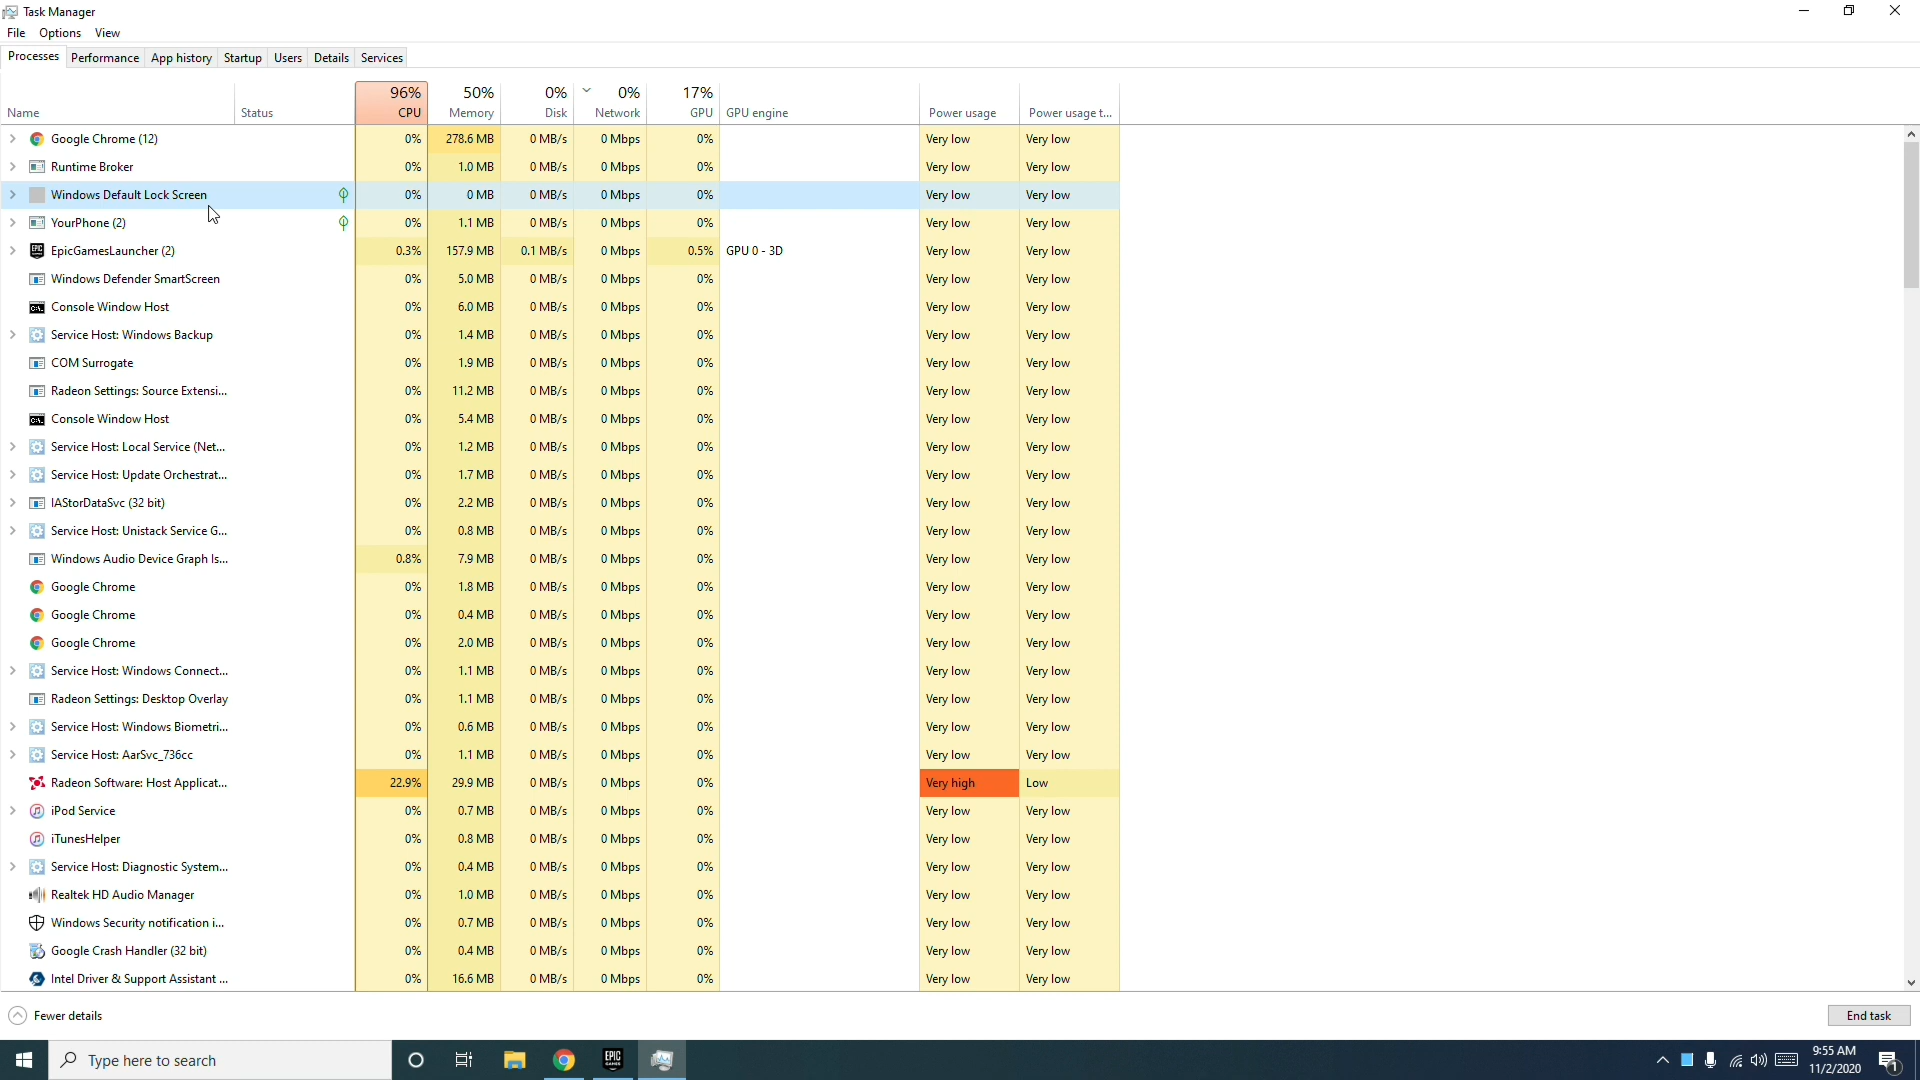 Task Manager
File Options View
Processes Performance App history Startup Users Details Services
96% 50% 0% 0% 17%
Name Status CPU Memory Disk Network GPU GPU engine Power usage Power usage t...
Google Chrome (12) 0% 278.6 MB 0 MB/s 0 Mbps 0% Very low Very low
Runtime Broker 0% 1.0 MB 0 MB/s 0 Mbps 0% Very low Very low
Windows Default Lock Screen 0% 0 MB 0 MB/s 0 Mbps 0% Very low Very low
YourPhone (2) 0% 1.1 MB 0 MB/s 0 Mbps 0% Very low Very low
EpicGamesLauncher (2) 0.3% 157.9 MB 0.1 MB/s 0 Mbps 0.5% GPU 0 - 3D Very low Very low
Windows Defender SmartScreen 0% 5.0 MB 0 MB/s 0 Mbps 0% Very low Very low
Console Window Host 0% 6.0 MB 0 MB/s 0 Mbps 0% Very low Very low
Service Host: Windows Backup 0% 1.4 MB 0 MB/s 0 Mbps 0% Very low Very low
COM Surrogate 0% 1.9 MB 0 MB/s 0 Mbps 0% Very low Very low
Radeon Settings: Source Extensi... 0% 11.2 MB 0 MB/s 0 Mbps 0% Very low Very low
Console Window Host 0% 5.4 MB 0 MB/s 0 Mbps 0% Very low Very low
Service Host: Local Service (Net... 0% 1.2 MB 0 MB/s 0 Mbps 0% Very low Very low
Service Host: Update Orchestrat... 0% 1.7 MB 0 MB/s 0 Mbps 0% Very low Very low
IAStorDataSvc (32 bit) 0% 2.2 MB 0 MB/s 0 Mbps 0% Very low Very low
Service Host: Unistack Service G... 0% 0.8 MB 0 MB/s 0 Mbps 0% Very low Very low
Windows Audio Device Graph Is... 0.8% 7.9 MB 0 MB/s 0 Mbps 0% Very low Very low
Google Chrome 0% 1.8 MB 0 MB/s 0 Mbps 0% Very low Very low
Google Chrome 0% 0.4 MB 0 MB/s 0 Mbps 0% Very low Very low
Google Chrome 0% 2.0 MB 0 MB/s 0 Mbps 0% Very low Very low
Service Host: Windows Connect... 0% 1.1 MB 0 MB/s 0 Mbps 0% Very low Very low
Radeon Settings: Desktop Overlay 0% 1.1 MB 0 MB/s 0 Mbps 0% Very low Very low
Service Host: Windows Biometri... 0% 0.6 MB 0 MB/s 0 Mbps 0% Very low Very low
Service Host: AarSvc_736cc 0% 1.1 MB 0 MB/s 0 Mbps 0% Very low Very low
Radeon Software: Host Applicat... 22.9% 29.9 MB 0 MB/s 0 Mbps 0% Very high Low
iPod Service 0% 0.7 MB 0 MB/s 0 Mbps 0% Very low Very low
iTunesHelper 0% 0.8 MB 0 MB/s 0 Mbps 0% Very low Very low
Service Host: Diagnostic System... 0% 0.4 MB 0 MB/s 0 Mbps 0% Very low Very low
Realtek HD Audio Manager 0% 1.0 MB 0 MB/s 0 Mbps 0% Very low Very low
Windows Security notification i... 0% 0.7 MB 0 MB/s 0 Mbps 0% Very low Very low
Google Crash Handler (32 bit) 0% 0.4 MB 0 MB/s 0 Mbps 0% Very low Very low
Intel Driver & Support Assistant ... 0% 16.6 MB 0 MB/s 0 Mbps 0% Very low Very low
Fewer details End task
Type here to search EPIC GAMES 9:55 AM
11/2/2020 1